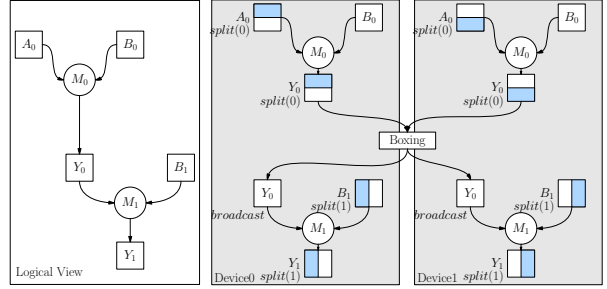 A₀
B₀
M₀
Y₀
B₁
M₁
Y₁
Logical View
A₀
split(0)
B₀
M₀
Y₀
split(0)
Y₀
broadcast
B₁
split(1)
M₁
Y₁
split(1)
Device0
Boxing
A₀
split(0)
B₀
M₀
Y₀
split(0)
Y₀
broadcast
B₁
split(1)
M₁
Y₁
split(1)
Device1